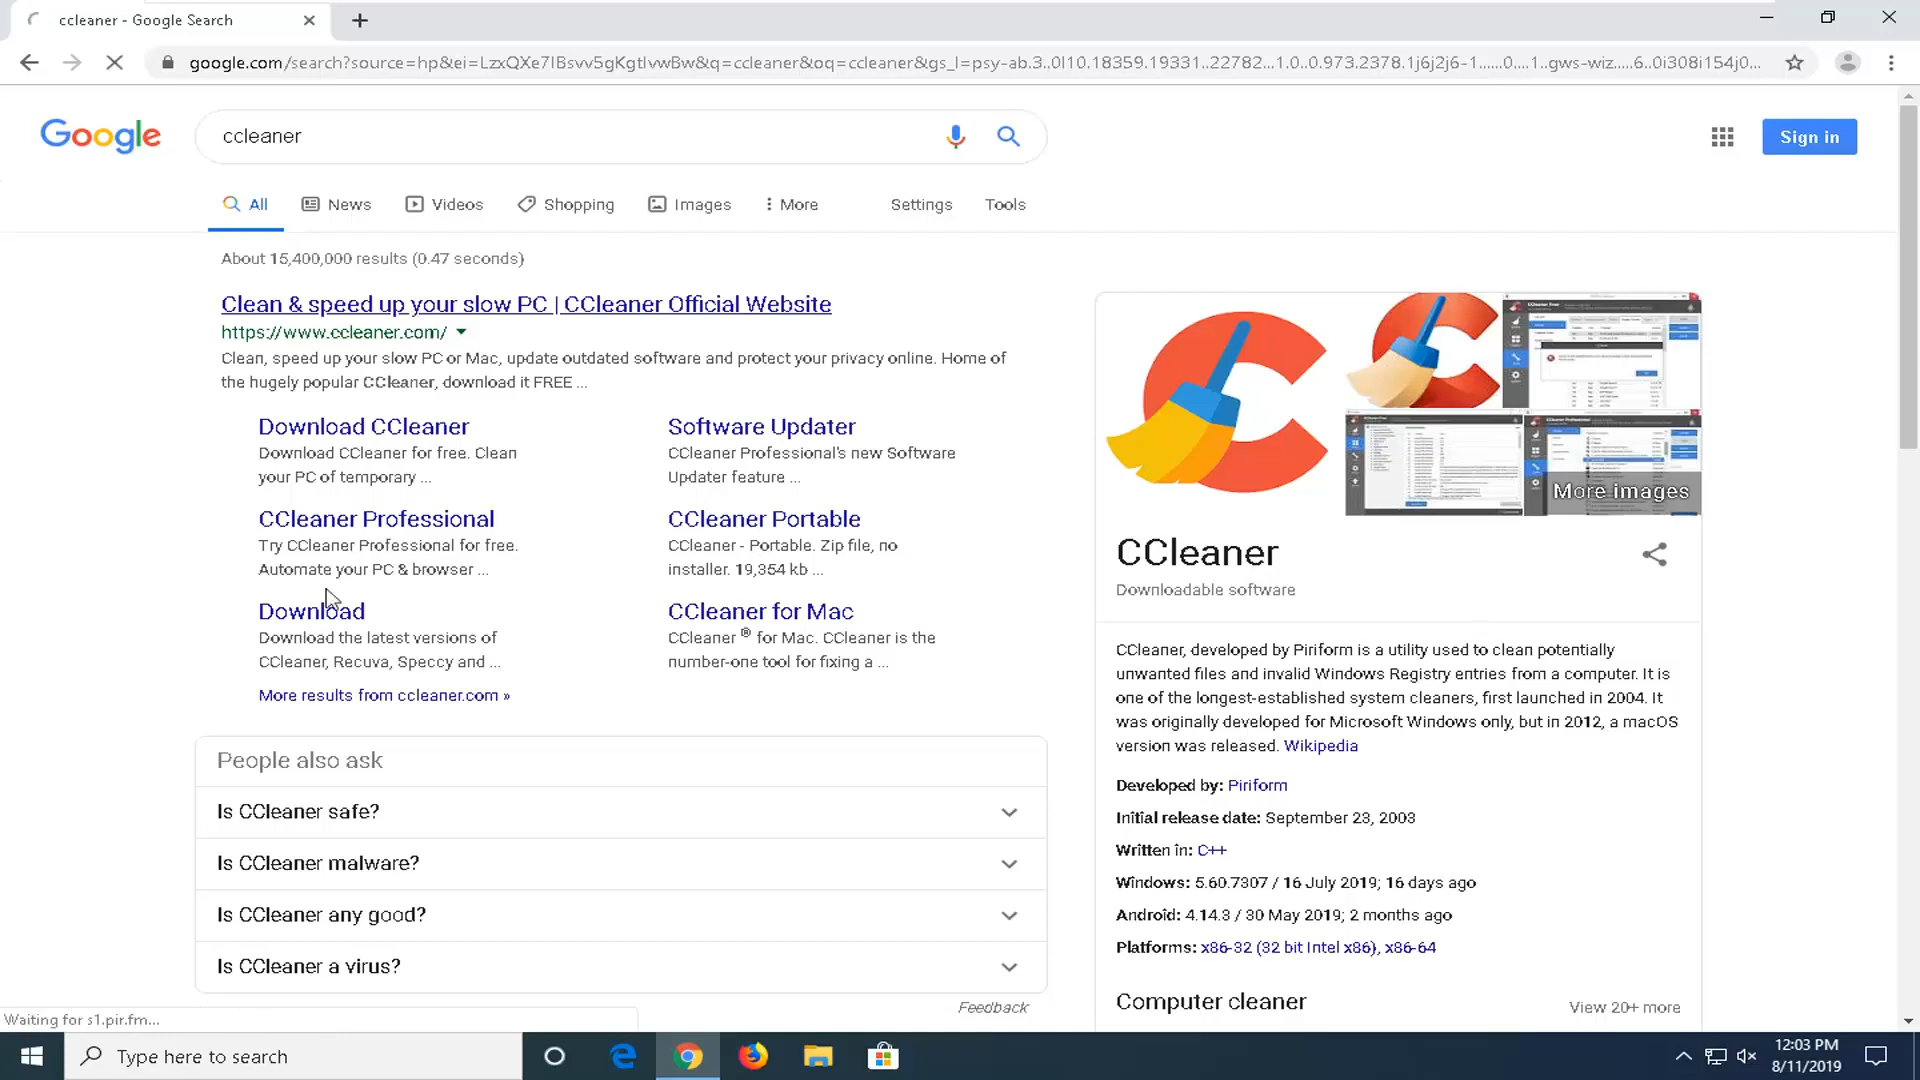 ccleaner - Google Search
google.com/search?source=hp&ei=LzxQXe7IBsvv5gKgtIvwBw&q=ccleaner&oq=ccleaner&gs_l=psy-ab.3..0l10.18359.19331..22782...1.0..0.973.2378.1j6j2j6-1......0....1..gws-wiz.....6..0i308i154j0...
Google
ccleaner
Sign in
All News Videos Shopping Images More Settings Tools
About 15,400,000 results (0.47 seconds)
Clean & speed up your slow PC | CCleaner Official Website
https://www.ccleaner.com/
Clean, speed up your slow PC or Mac, update outdated software and protect your privacy online. Home of
the hugely popular CCleaner, download it FREE ...
Download CCleaner
Download CCleaner for free. Clean
your PC of temporary ...
Software Updater
CCleaner Professional's new Software
Updater feature ...
CCleaner Professional
Try CCleaner Professional for free.
Automate your PC & browser ...
CCleaner Portable
CCleaner - Portable. Zip file, no
installer. 19,354 kb ...
Download
Download the latest versions of
CCleaner, Recuva, Speccy and ...
CCleaner for Mac
CCleaner ® for Mac. CCleaner is the
number-one tool for fixing a ...
More results from ccleaner.com »
People also ask
Is CCleaner safe?
Is CCleaner malware?
Is CCleaner any good?
Is CCleaner a virus?
Feedback
More images
CCleaner
Downloadable software
CCleaner, developed by Piriform is a utility used to clean potentially
unwanted files and invalid Windows Registry entries from a computer. It is
one of the longest-established system cleaners, first launched in 2004. It
was originally developed for Microsoft Windows only, but in 2012, a macOS
version was released. Wikipedia
Developed by: Piriform
Initial release date: September 23, 2003
Written in: C++
Windows: 5.60.7307 / 16 July 2019; 16 days ago
Android: 4.14.3 / 30 May 2019; 2 months ago
Platforms: x86-32 (32 bit Intel x86), x86-64
Computer cleaner
View 20+ more
Waiting for s1.pir.fm...
Type here to search
12:03 PM
8/11/2019